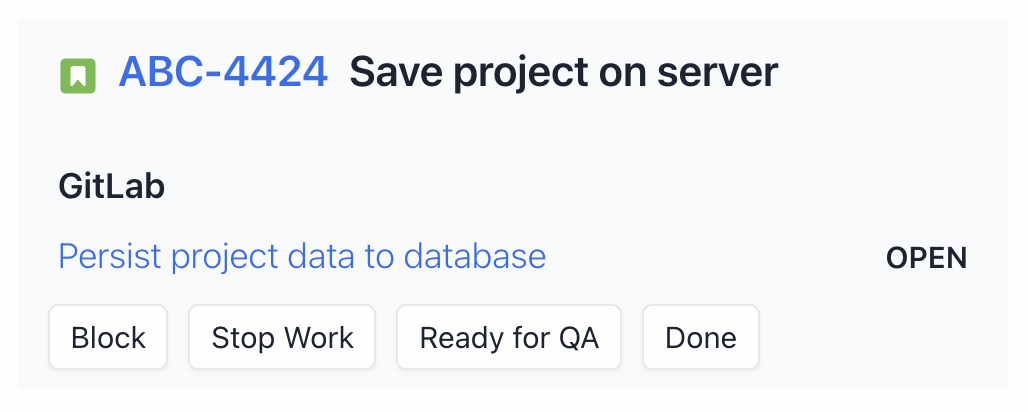 ABC-4424 Save project on server
GitLab
Persist project data to database OPEN
Block Stop Work Ready for QA Done